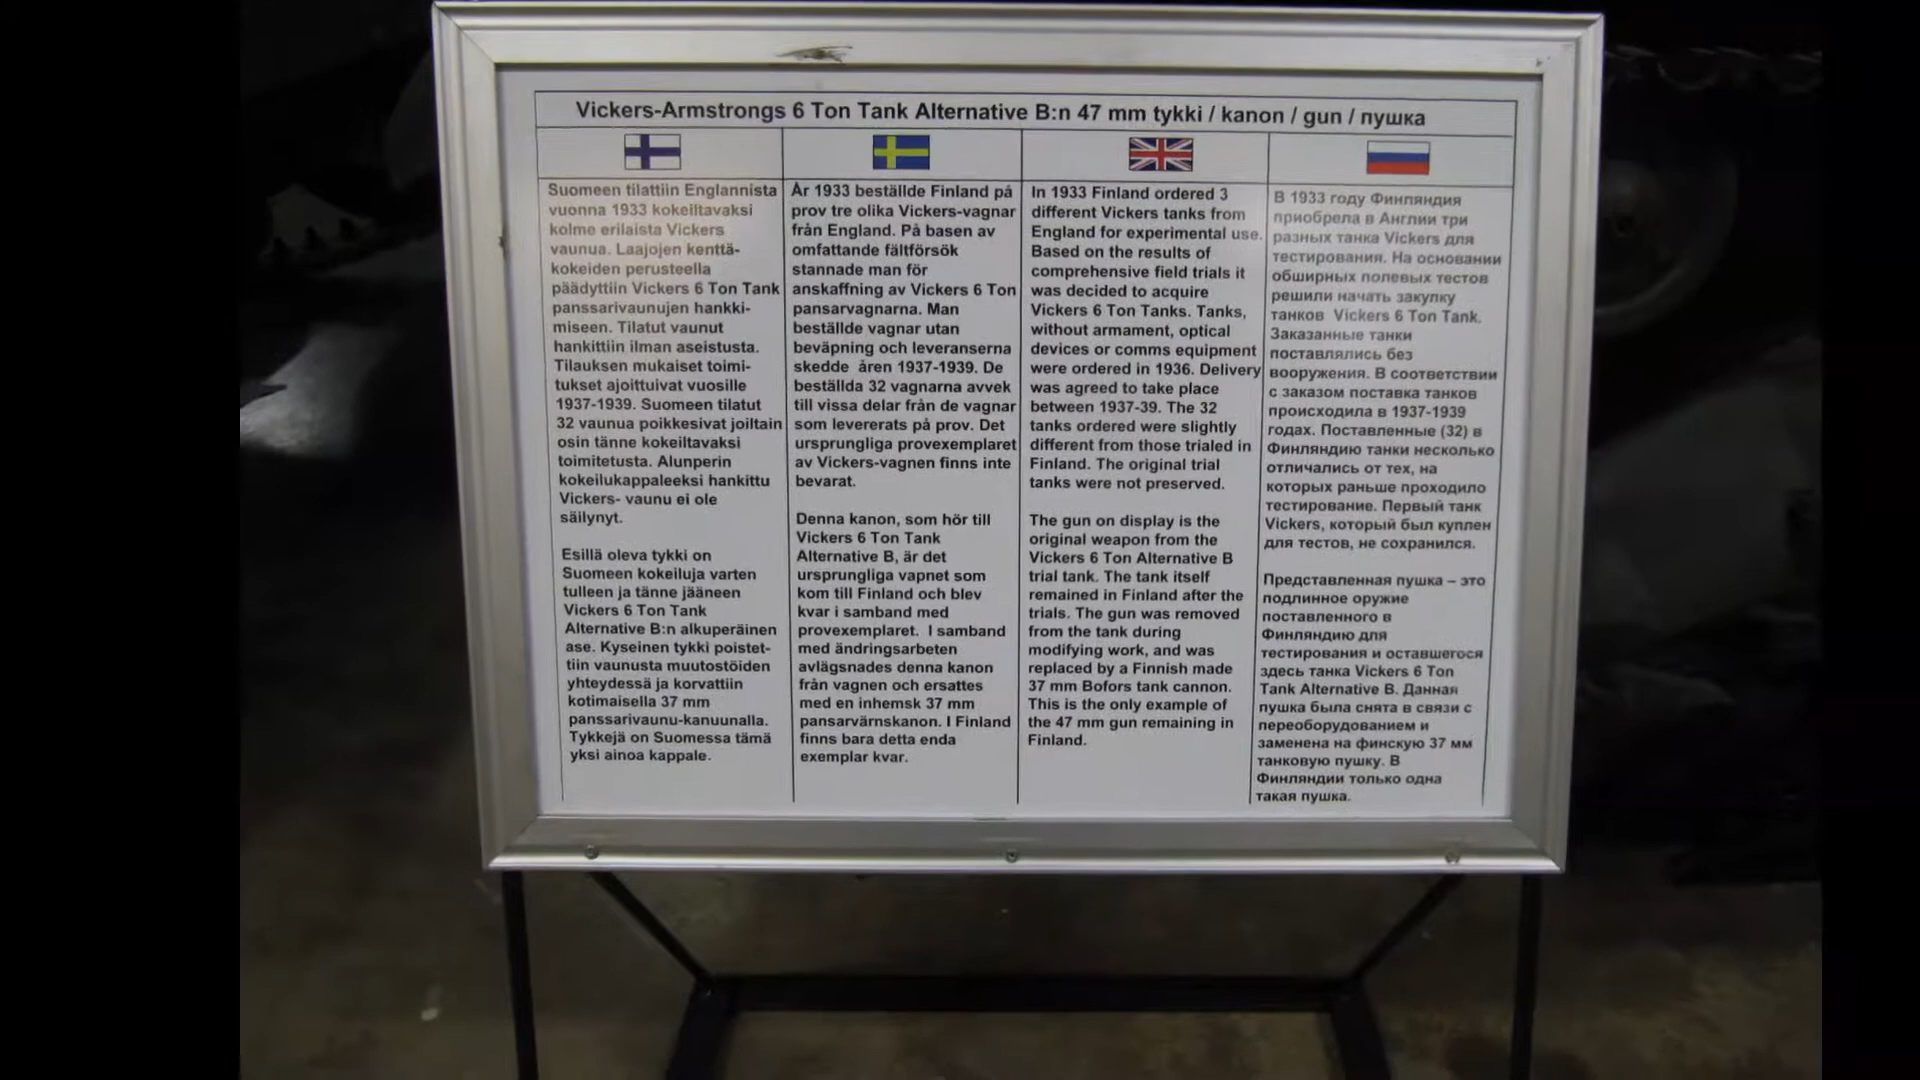 Vickers-Armstrongs 6 Ton Tank Alternative B:n 47 mm tykki / kanon / gun / пушка
Suomeen tilattiin Englannista
vuonna 1933 kokeiltavaksi
kolme erilaista Vickers
vaunua. Laajojen kenttä-
kokeiden perusteella
päädyttiin Vickers 6 Ton Tank
panssarivaunujen hankki-
miseen. Tilatut vaunut
hankittiin ilman aseistusta.
Tilauksen mukaiset toimi-
tukset ajoittuivat vuosille
1937-1939. Suomeen tilatut
32 vaunua poikkesivat joiltain
osin tänne kokeiltavaksi
toimitetusta. Alunperin
kokeilukappaleeksi hankittu
Vickers- vaunu ei ole
säilynyt.
Esillä oleva tykki on
Suomeen kokeiluja varten
tulleen ja tänne jääneen
Vickers 6 Ton Tank
Alternative B:n alkuperäinen
ase. Kyseinen tykki poistet-
tiin vaunusta muutostöiden
yhteydessä ja korvattiin
kotimaisella 37 mm
panssarivaunu-kanuunalla.
Tykkejä on Suomessa tämä
yksi ainoa kappale.
År 1933 beställde Finland på
prov tre olika Vickers-vagnar
från England. På basen av
omfattande fältförsök
stannade man för
anskaffning av Vickers 6 Ton
pansarvagnarna. Man
beställde vagnar utan
beväpning och leveranserna
skedde åren 1937-1939. De
beställda 32 vagnarna avvek
till vissa delar från de vagnar
som levererats på prov. Det
ursprungliga provexemplaret
av Vickers-vagnen finns inte
bevarat.
Denna kanon, som hör till
Vickers 6 Ton Tank
Alternative B, är det
ursprungliga vapnet som
kom till Finland och blev
kvar i samband med
provexemplaret. I samband
med ändringsarbeten
avlägsnades denna kanon
från vagnen och ersattes
med en inhemsk 37 mm
pansarvärnskanon. I Finland
finns bara detta enda
exemplar kvar.
In 1933 Finland ordered 3
different Vickers tanks from
England for experimental use.
Based on the results of
comprehensive field trials it
was decided to acquire
Vickers 6 Ton Tanks. Tanks,
without armament, optical
devices or comms equipment
were ordered in 1936. Delivery
was agreed to take place
between 1937-39. The 32
tanks ordered were slightly
different from those trialed in
Finland. The original trial
tanks were not preserved.
The gun on display is the
original weapon from the
Vickers 6 Ton Alternative B
trial tank. The tank itself
remained in Finland after the
trials. The gun was removed
from the tank during
modifying work, and was
replaced by a Finnish made
37 mm Bofors tank cannon.
This is the only example of
the 47 mm gun remaining in
Finland.
В 1933 году Финляндия
приобрела в Англии три
разных танка Vickers для
тестирования. На основании
обширных полевых тестов
решили начать закупку
танков Vickers 6 Ton Tank.
Заказанные танки
поставлялись без
вооружения. В соответствии
с заказом поставка танков
происходила в 1937-1939
годах. Поставленные (32) в
Финляндию танки несколько
отличались от тех, на
которых раньше проходило
тестирование. Первый танк
Vickers, который был куплен
для тестов, не сохранился.
Представленная пушка – это
подлинное оружие
поставленного в
Финляндию для
тестирования и оставшегося
здесь танка Vickers 6 Ton
Tank Alternative B. Данная
пушка была снята в связи с
переоборудованием и
заменена на финскую 37 мм
танковую пушку. В
Финляндии только одна
такая пушка.